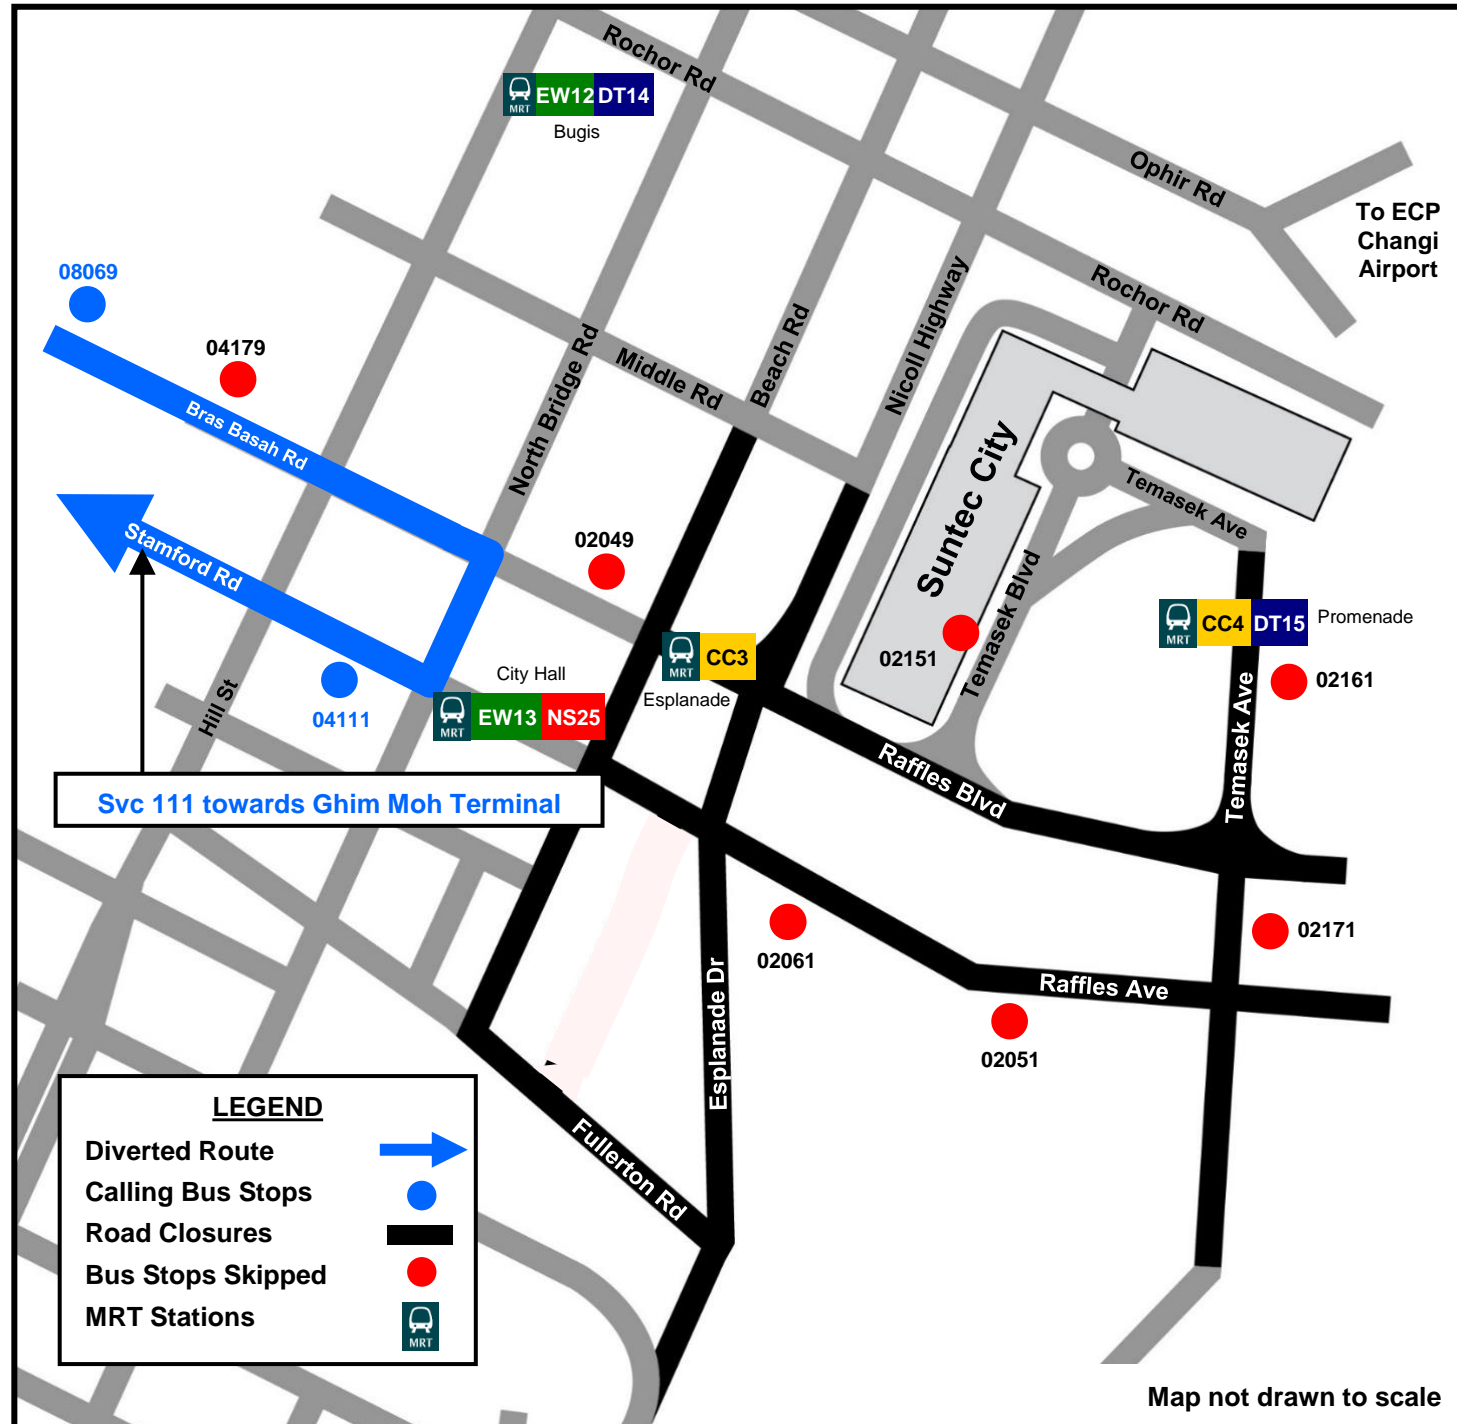 Rochor Rd
MRT EW12 DT14
Bugis
Ophir Rd
To ECP
Changi
Airport
08069
04179
Bras Basah Rd
North Bridge Rd
Middle Rd
Beach Rd
Nicoll Highway
Rochor Rd
Suntec City
Temasek Ave
Stamford Rd
02049
Temasek Blvd
MRT CC4 DT15
Promenade
02151
02161
MRT CC3
Esplanade
City Hall
MRT EW13 NS25
Hill St
04111
Temasek Ave
Raffles Blvd
Svc 111 towards Ghim Moh Terminal
02061
02171
Raffles Ave
02051
Esplanade Dr
Fullerton Rd
LEGEND
Diverted Route
Calling Bus Stops
Road Closures
Bus Stops Skipped
MRT Stations
MRT
Map not drawn to scale